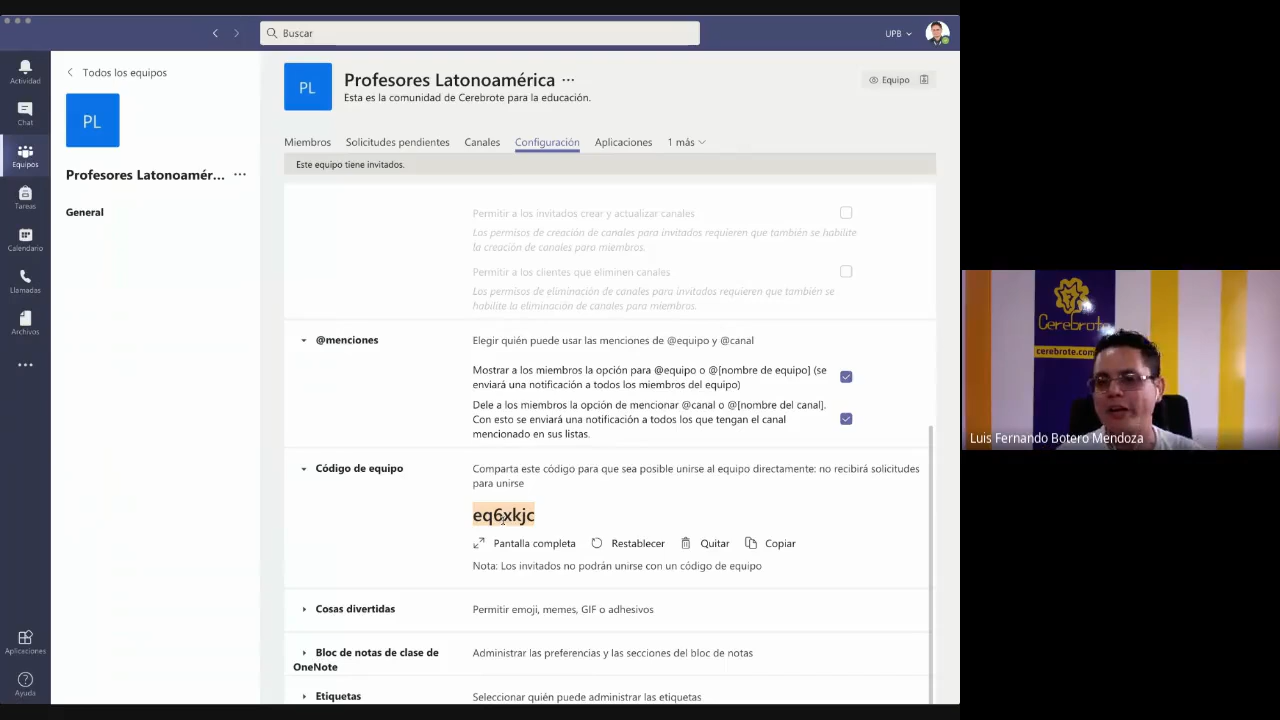 Buscar
UPB
Actividad
Chat
Equipos
Tareas
Calendario
Llamadas
Archivos
Aplicaciones
Ayuda
Todos los equipos
PL
Profesores Latonoamér...
General
PL
Profesores Latonoamérica
Esta es la comunidad de Cerebrote para la educación.
Equipo
Miembros Solicitudes pendientes Canales Configuración Aplicaciones 1 más
Este equipo tiene invitados.
Permitir a los invitados crear y actualizar canales
Los permisos de creación de canales para invitados requieren que también se habilite
la creación de canales para miembros.
Permitir a los clientes que eliminen canales
Los permisos de eliminación de canales para invitados requieren que también se
habilite la eliminación de canales para miembros.
@menciones
Elegir quién puede usar las menciones de @equipo y @canal
Mostrar a los miembros la opción para @equipo o @[nombre de equipo] (se
enviará una notificación a todos los miembros del equipo)
Dele a los miembros la opción de mencionar @canal o @[nombre del canal].
Con esto se enviará una notificación a todos los que tengan el canal
mencionado en sus listas.
Código de equipo
Comparta este código para que sea posible unirse al equipo directamente: no recibirá solicitudes
para unirse
eq6xkjc
Pantalla completa Restablecer Quitar Copiar
Nota: Los invitados no podrán unirse con un código de equipo
Cosas divertidas
Permitir emoji, memes, GIF o adhesivos
Bloc de notas de clase de
OneNote
Administrar las preferencias y las secciones del bloc de notas
Etiquetas
Seleccionar quién puede administrar las etiquetas
Cerebrote
cerebrote.com
Luis Fernando Botero Mendoza